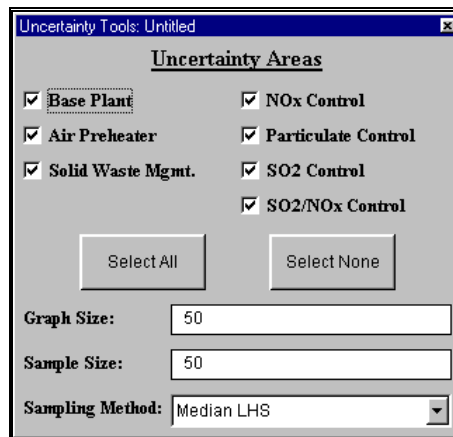 Uncertainty Tools: Untitled
Uncertainty Areas
Base Plant NOx Control
Air Preheater Particulate Control
Solid Waste Mgmt. SO2 Control
SO2/NOx Control
Select All Select None
Graph Size: 50
Sample Size: 50
Sampling Method: Median LHS